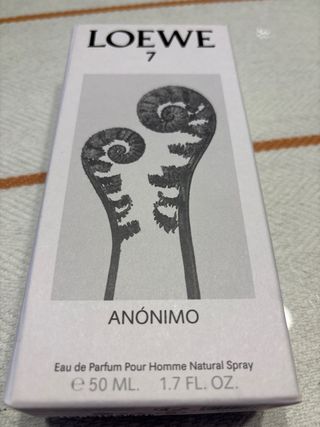 LOEWE
7
ANÓNIMO
Eau de Parfum Pour Homme Natural Spray
℮ 50 ML. 1.7 FL. OZ.